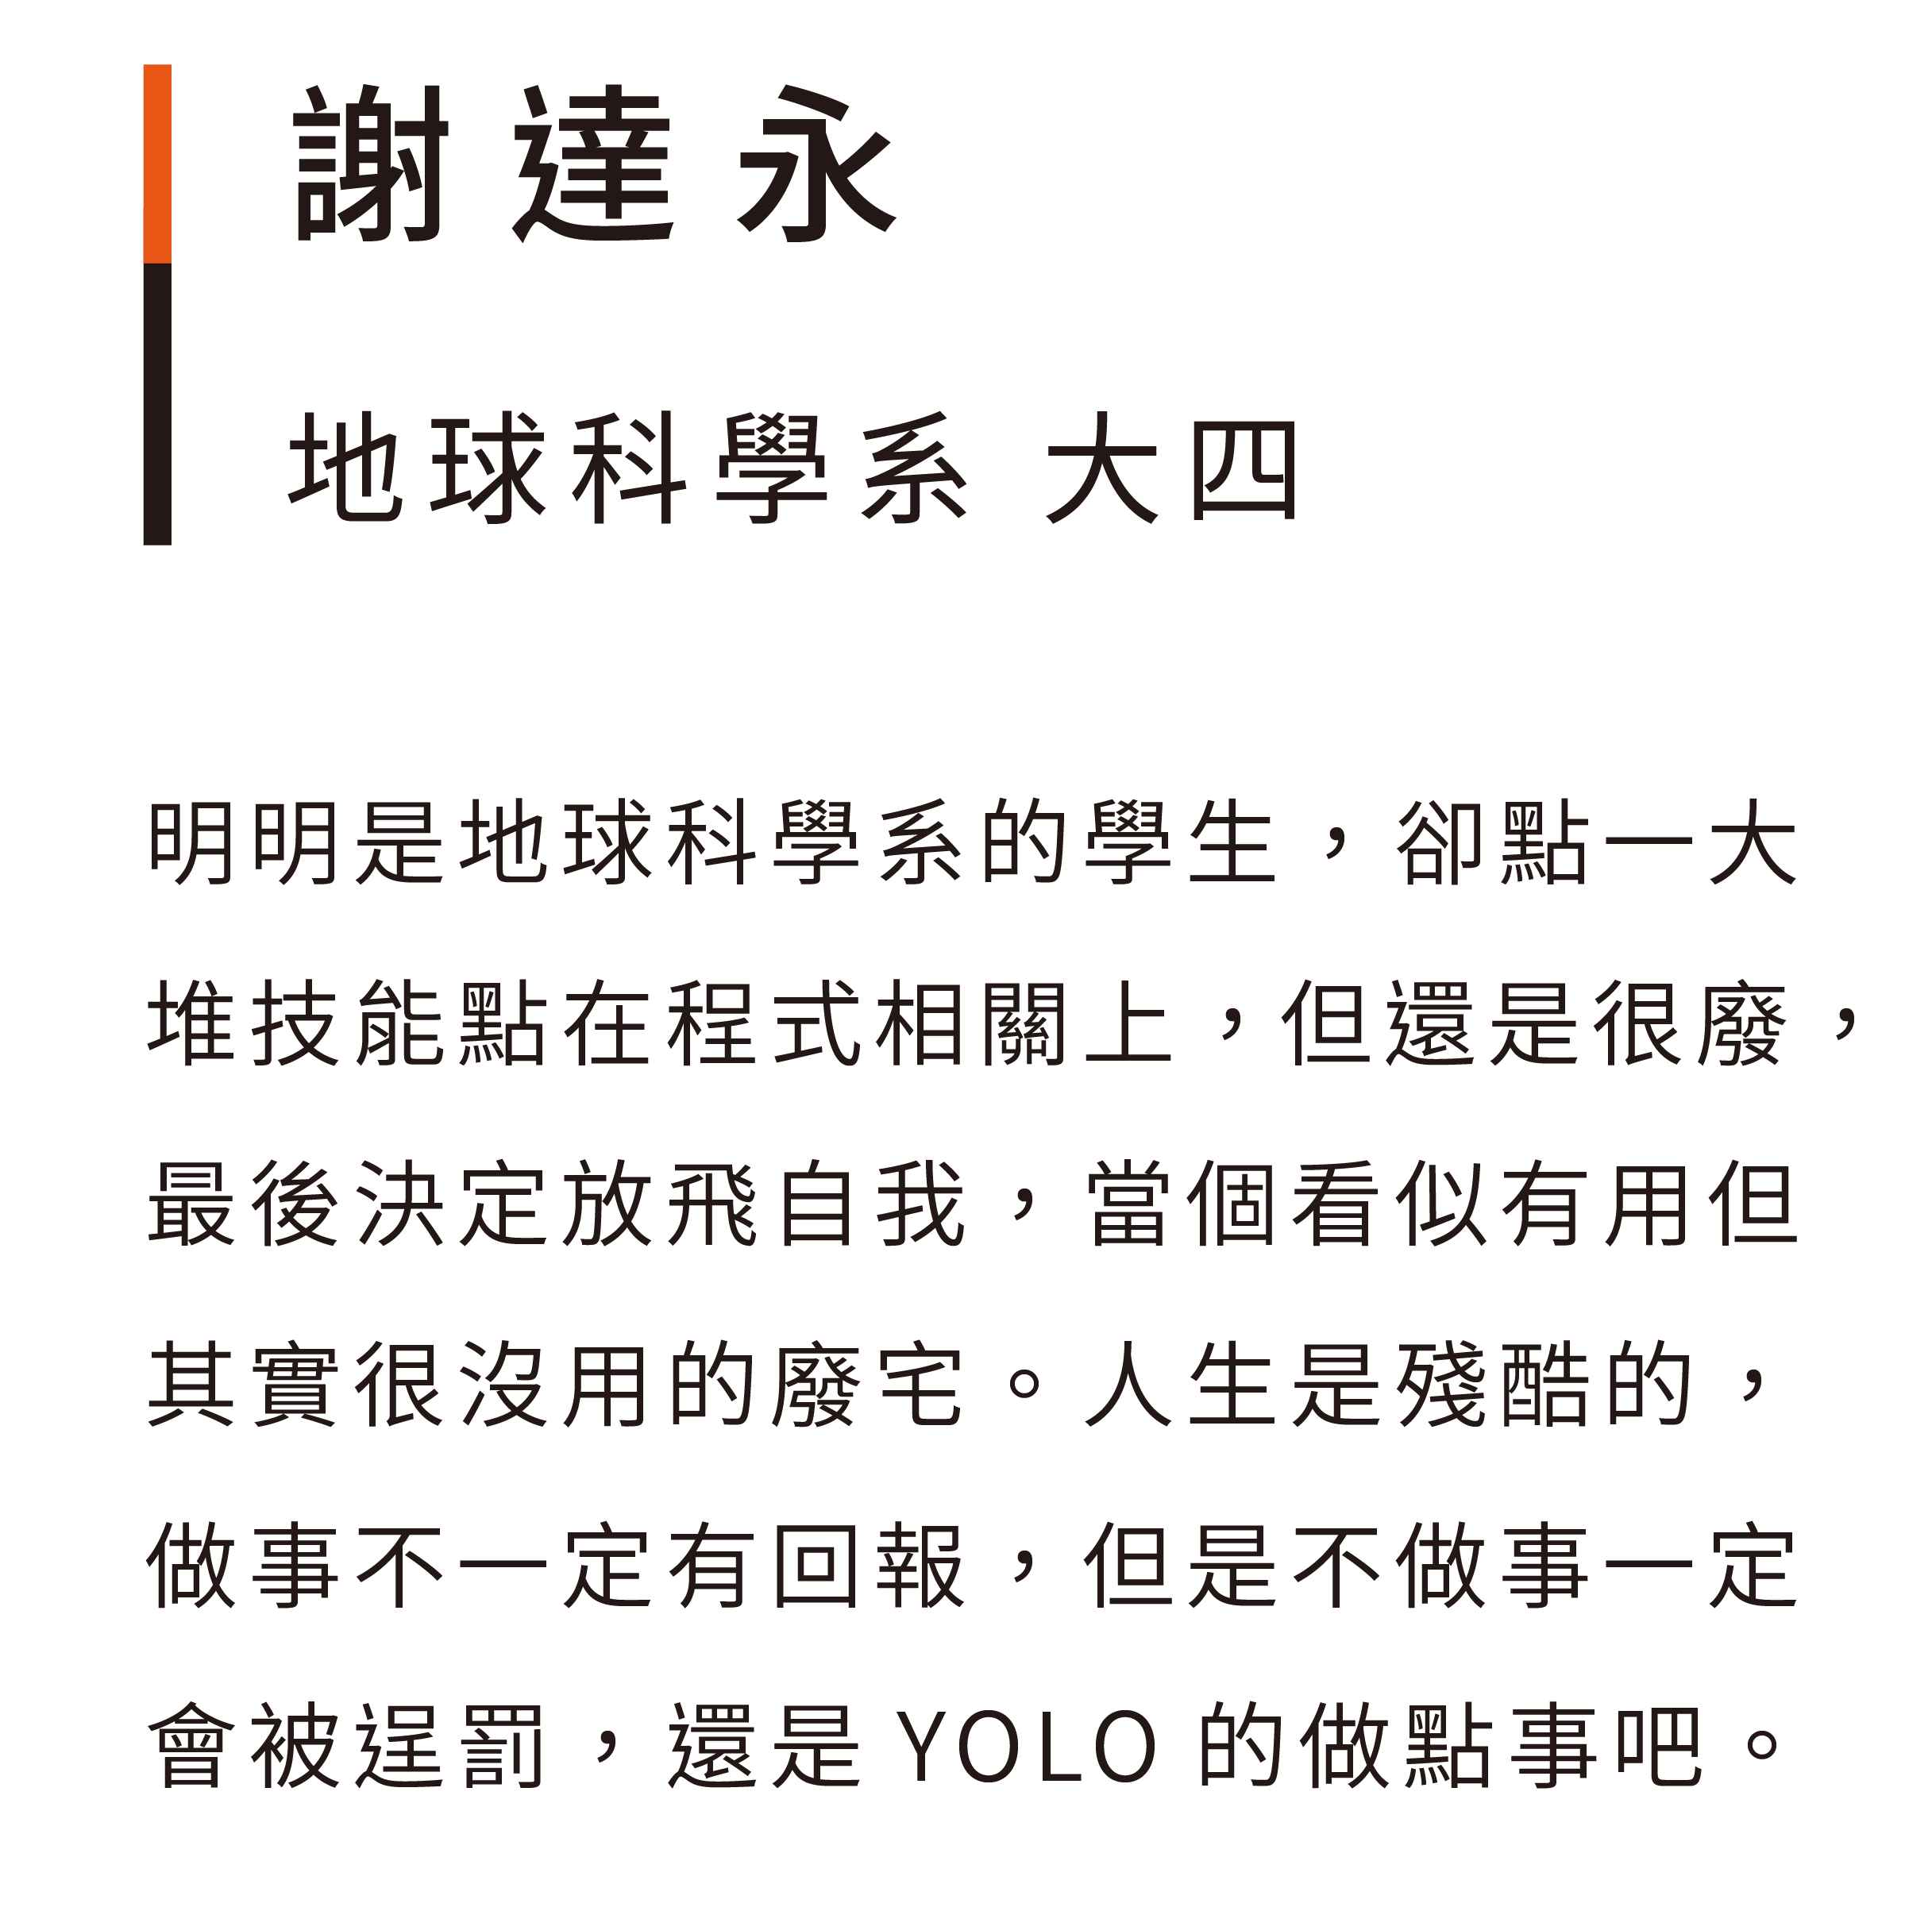 謝達永
地球科學系 大四
明明是地球科學系的學生，卻點一大
堆技能點在程式相關上，但還是很廢，
最後決定放飛自我，當個看似有用但
其實很沒用的廢宅。人生是殘酷的，
做事不一定有回報，但是不做事一定
會被逞罰，還是 YOLO 的做點事吧。